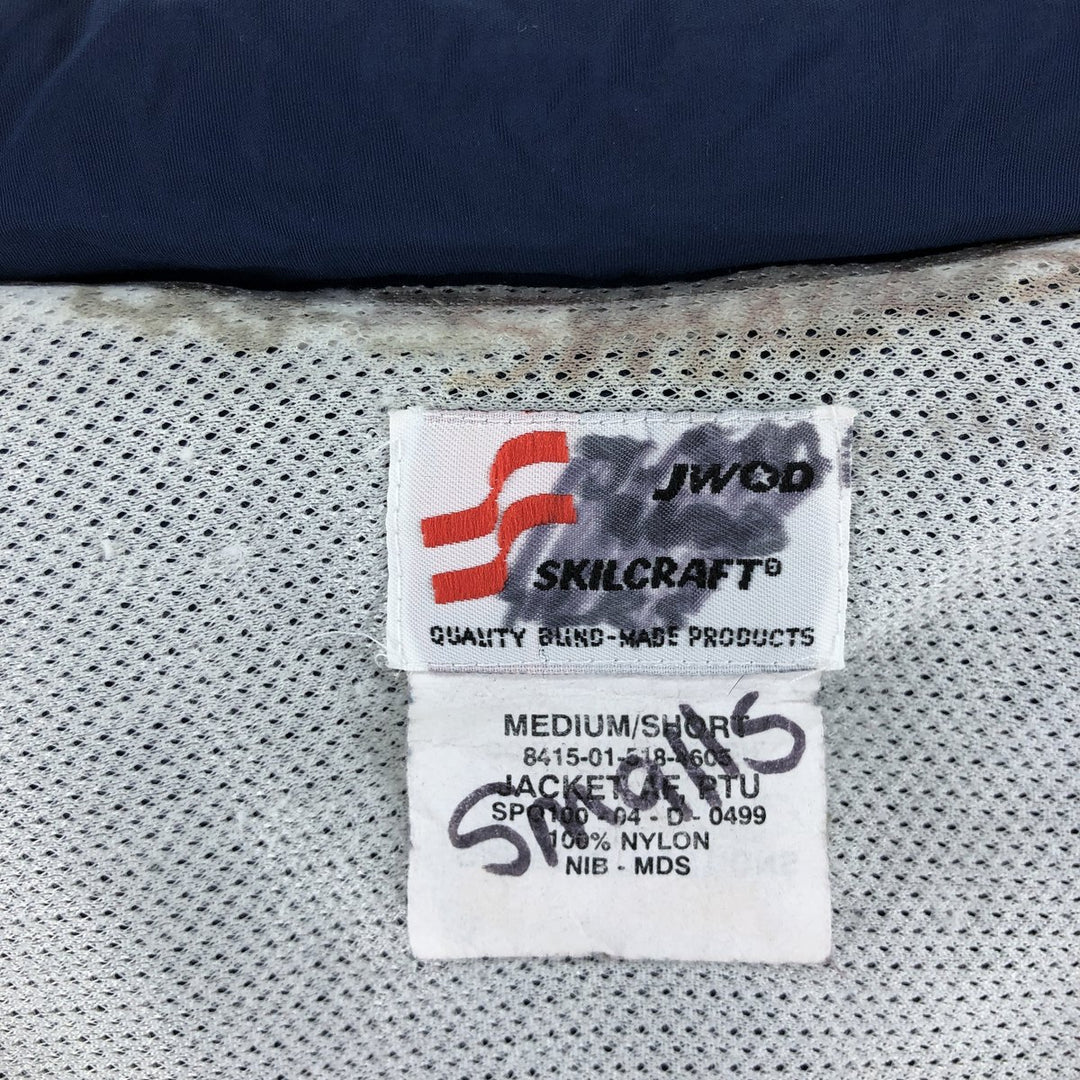 JWOD
SKILCRAFT®
QUALITY BLIND-MADE PRODUCTS
MEDIUM/SHORT
8415-01-518-4605
JACKET, AF, PTU
SPO100 - 04 - D - 0499
100% NYLON
NIB - MDS
Smalls